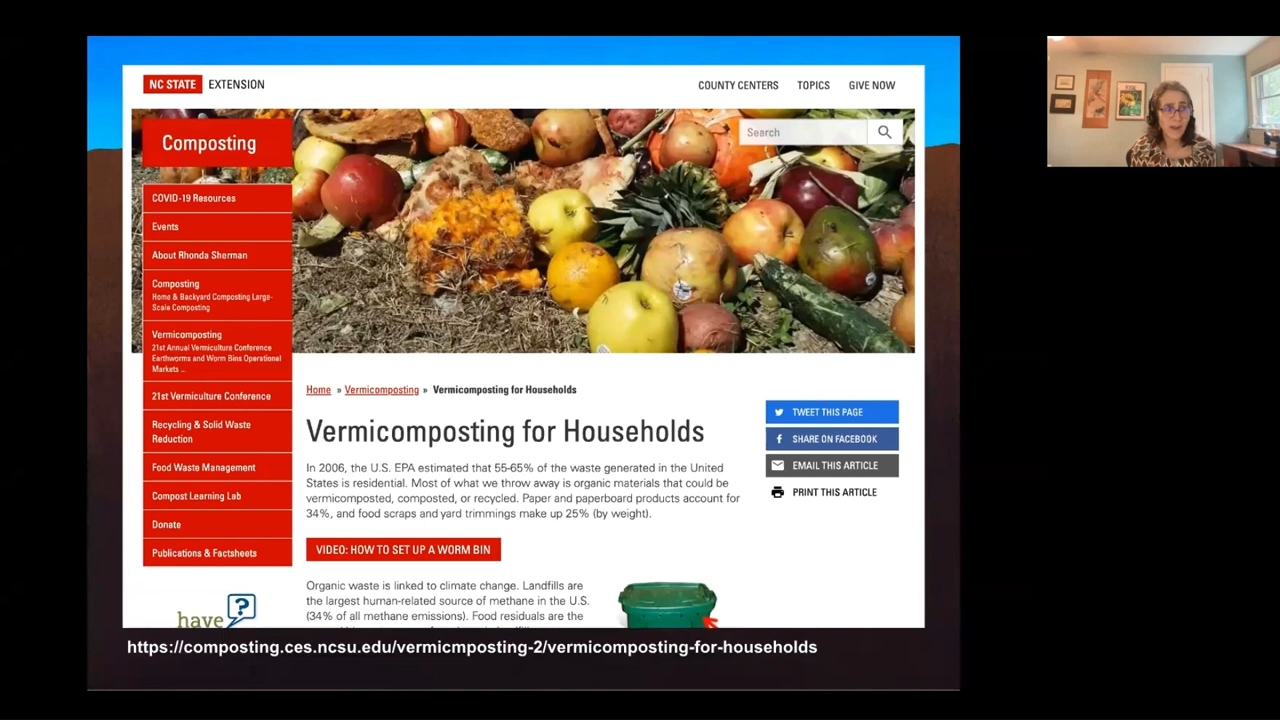 NC STATE EXTENSION
COUNTY CENTERS TOPICS GIVE NOW
Composting
Search
COVID-19 Resources
Events
About Rhonda Sherman
Composting
Home & Backyard Composting Large-
Scale Composting
Vermicomposting
21st Annual Vermiculture Conference
Earthworms and Worm Bins Operational
Markets ...
21st Vermiculture Conference
Recycling & Solid Waste
Reduction
Food Waste Management
Compost Learning Lab
Donate
Publications & Factsheets
have ?
Home » Vermicomposting » Vermicomposting for Households
Vermicomposting for Households
In 2006, the U.S. EPA estimated that 55-65% of the waste generated in the United
States is residential. Most of what we throw away is organic materials that could be
vermicomposted, composted, or recycled. Paper and paperboard products account for
34%, and food scraps and yard trimmings make up 25% (by weight).
VIDEO: HOW TO SET UP A WORM BIN
Organic waste is linked to climate change. Landfills are
the largest human-related source of methane in the U.S.
(34% of all methane emissions). Food residuals are the
TWEET THIS PAGE
SHARE ON FACEBOOK
EMAIL THIS ARTICLE
PRINT THIS ARTICLE
https://composting.ces.ncsu.edu/vermicmposting-2/vermicomposting-for-households